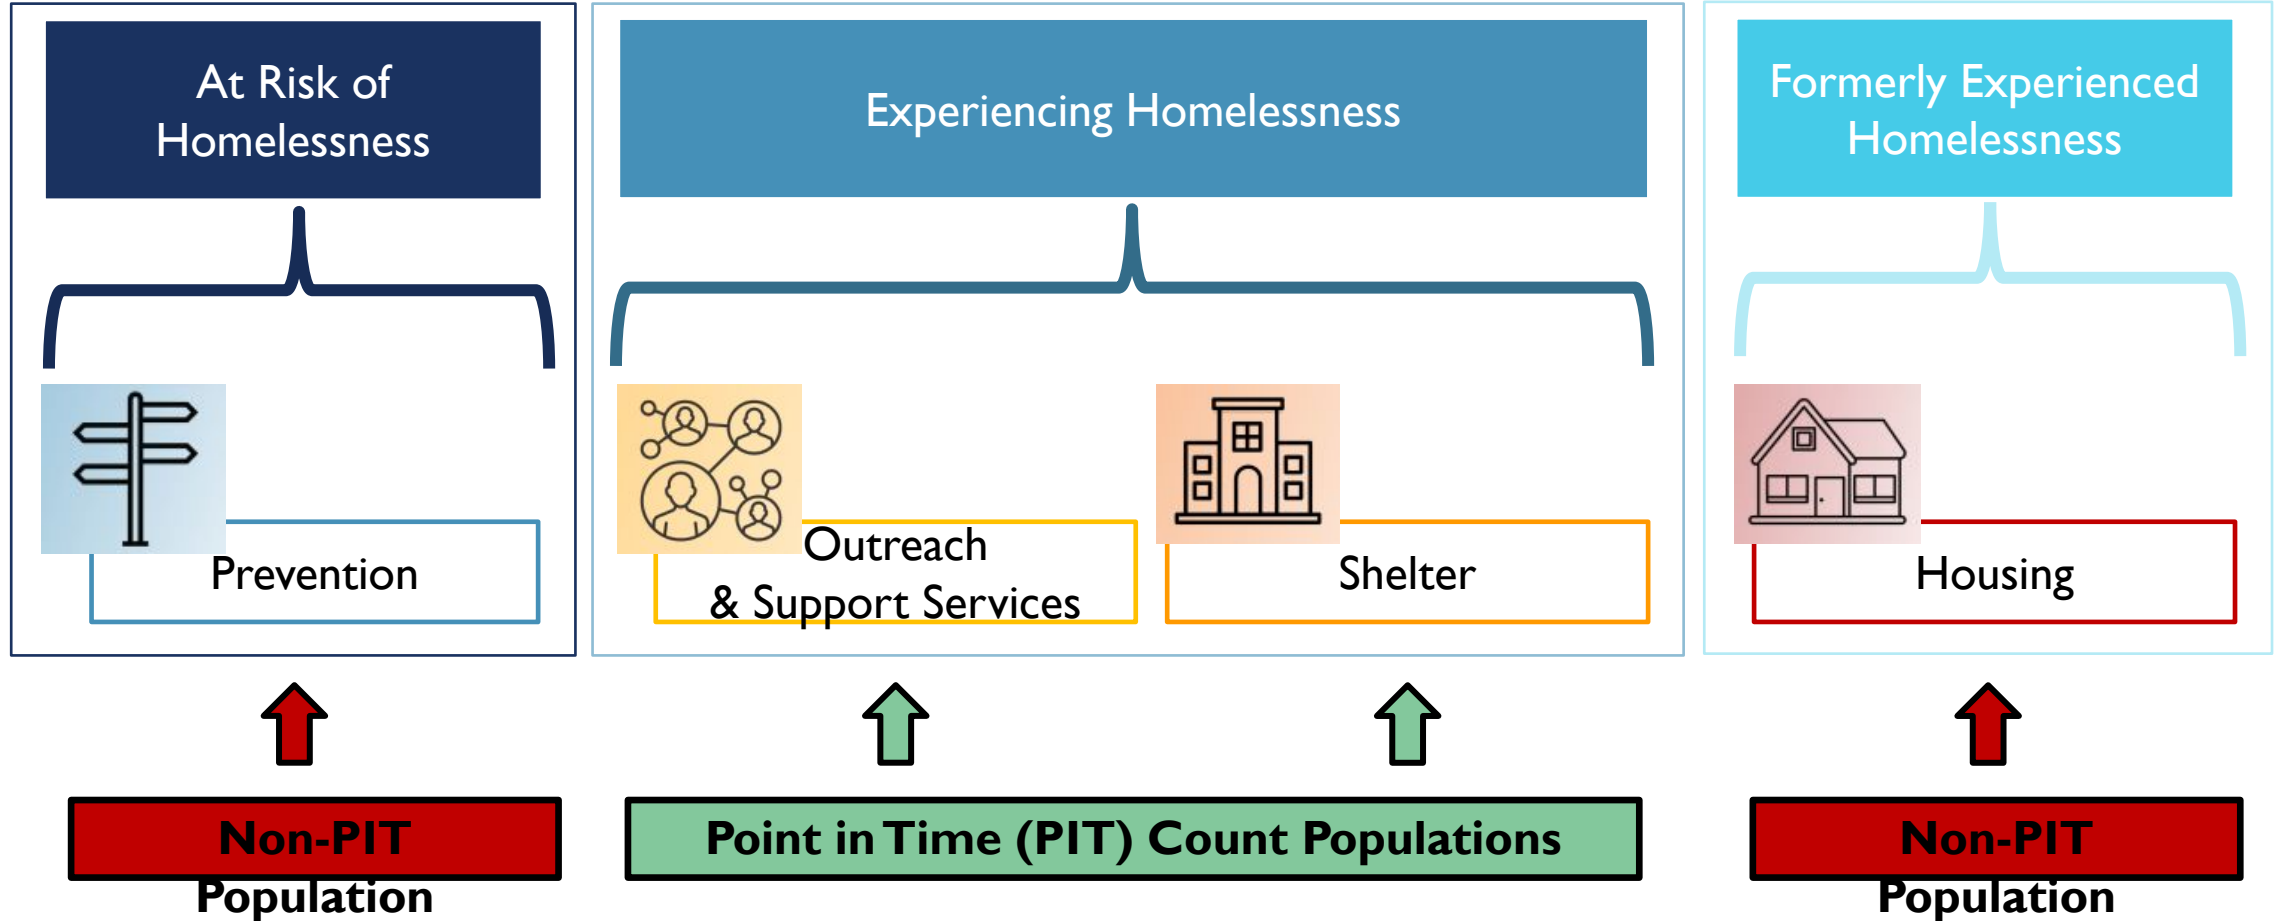 At Risk of
Homelessness
Experiencing Homelessness
Formerly Experienced
Homelessness
Prevention
Outreach
& Support Services
Shelter
Housing
Non-PIT
Population
Point in Time (PIT) Count Populations
Non-PIT
Population